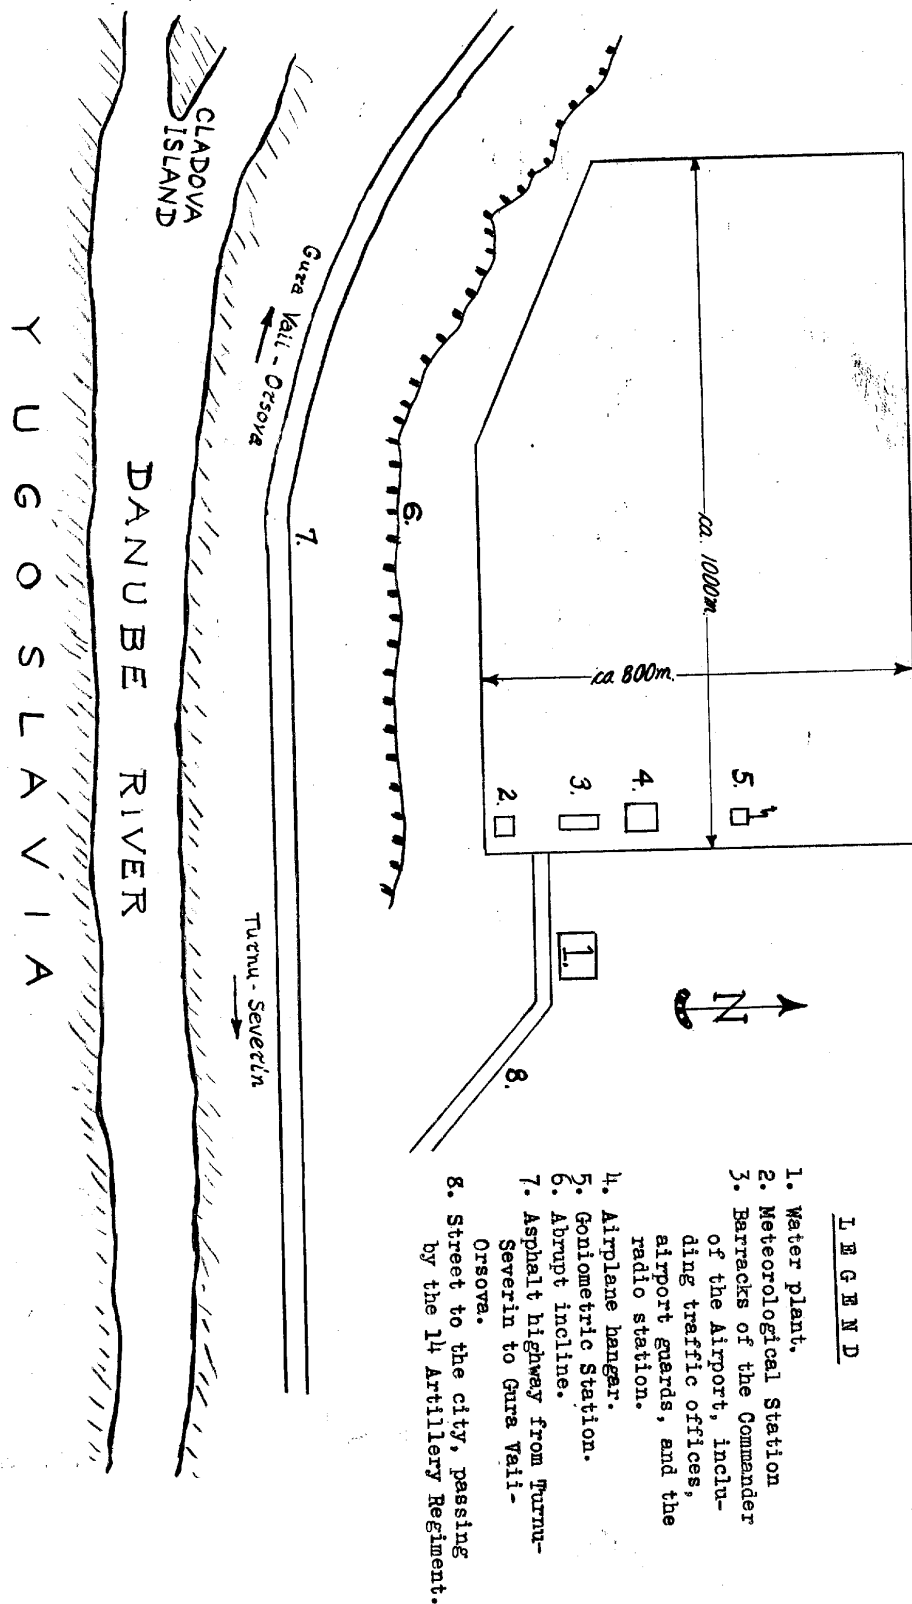 CLADOVA
ISLAND
Gura Vaii - Orsova
YUGOSLAVIA
DANUBE RIVER
7.
6.
ca. 1000m.
ca 800m.
5.
4.
3.
2.
1.
N
8.
Turnu-Severin
LEGEND
1. Water plant.
2. Meteorological Station
3. Barracks of the Commander
of the Airport, inclu-
ding traffic offices,
airport guards, and the
radio station.
4. Airplane hangar.
5. Goniometric Station.
6. Abrupt incline.
7. Asphalt highway from Turnu-
Severin to Gura Vaii-
Orsova.
8. Street to the city, passing
by the 14 Artillery Regiment.